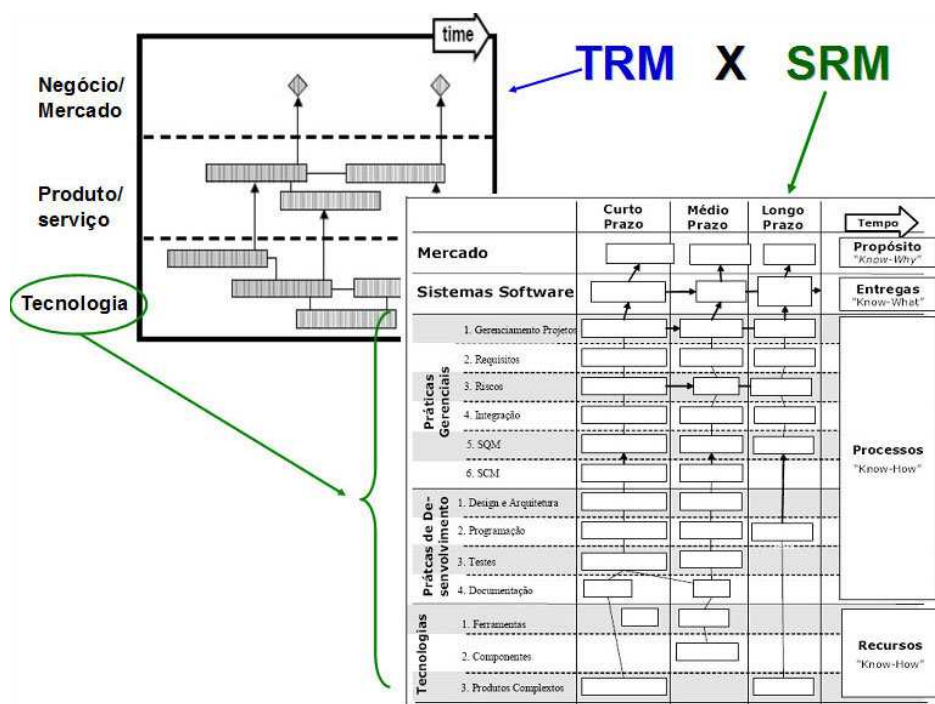 time
TRM X SRM
Negócio/
Mercado
Produto/
serviço
Tecnologia
Curto
Prazo
Médio
Prazo
Longo
Prazo
Tempo
Mercado
Propósito
"Know-Why"
Sistemas Software
Entregas
"Know-What"
Práticas
Gerenciais
1. Gerenciamento Projetos
2. Requisitos
3. Riscos
4. Integração
5. SQM
6. SCM
Processos
"Know-How"
Prátcas de De-
senvolvimento
1. Design e Arquitetura
2. Programação
3. Testes
4. Documentação
Tecnologias
1. Ferramentas
2. Componentes
3. Produtos Complextos
Recursos
"Know-How"